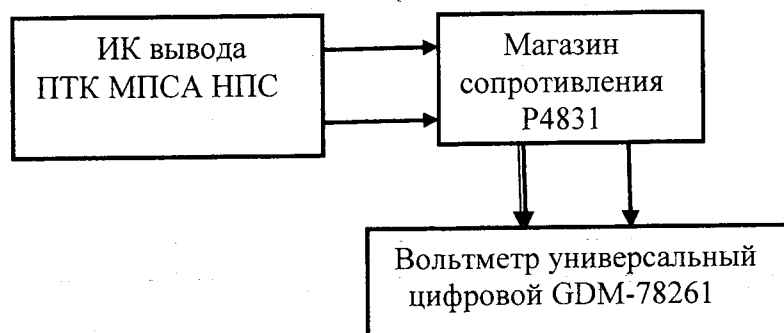 ИК вывода
ПТК МПСА НПС
Магазин
сопротивления
Р4831
Вольтметр универсальный
цифровой GDM-78261